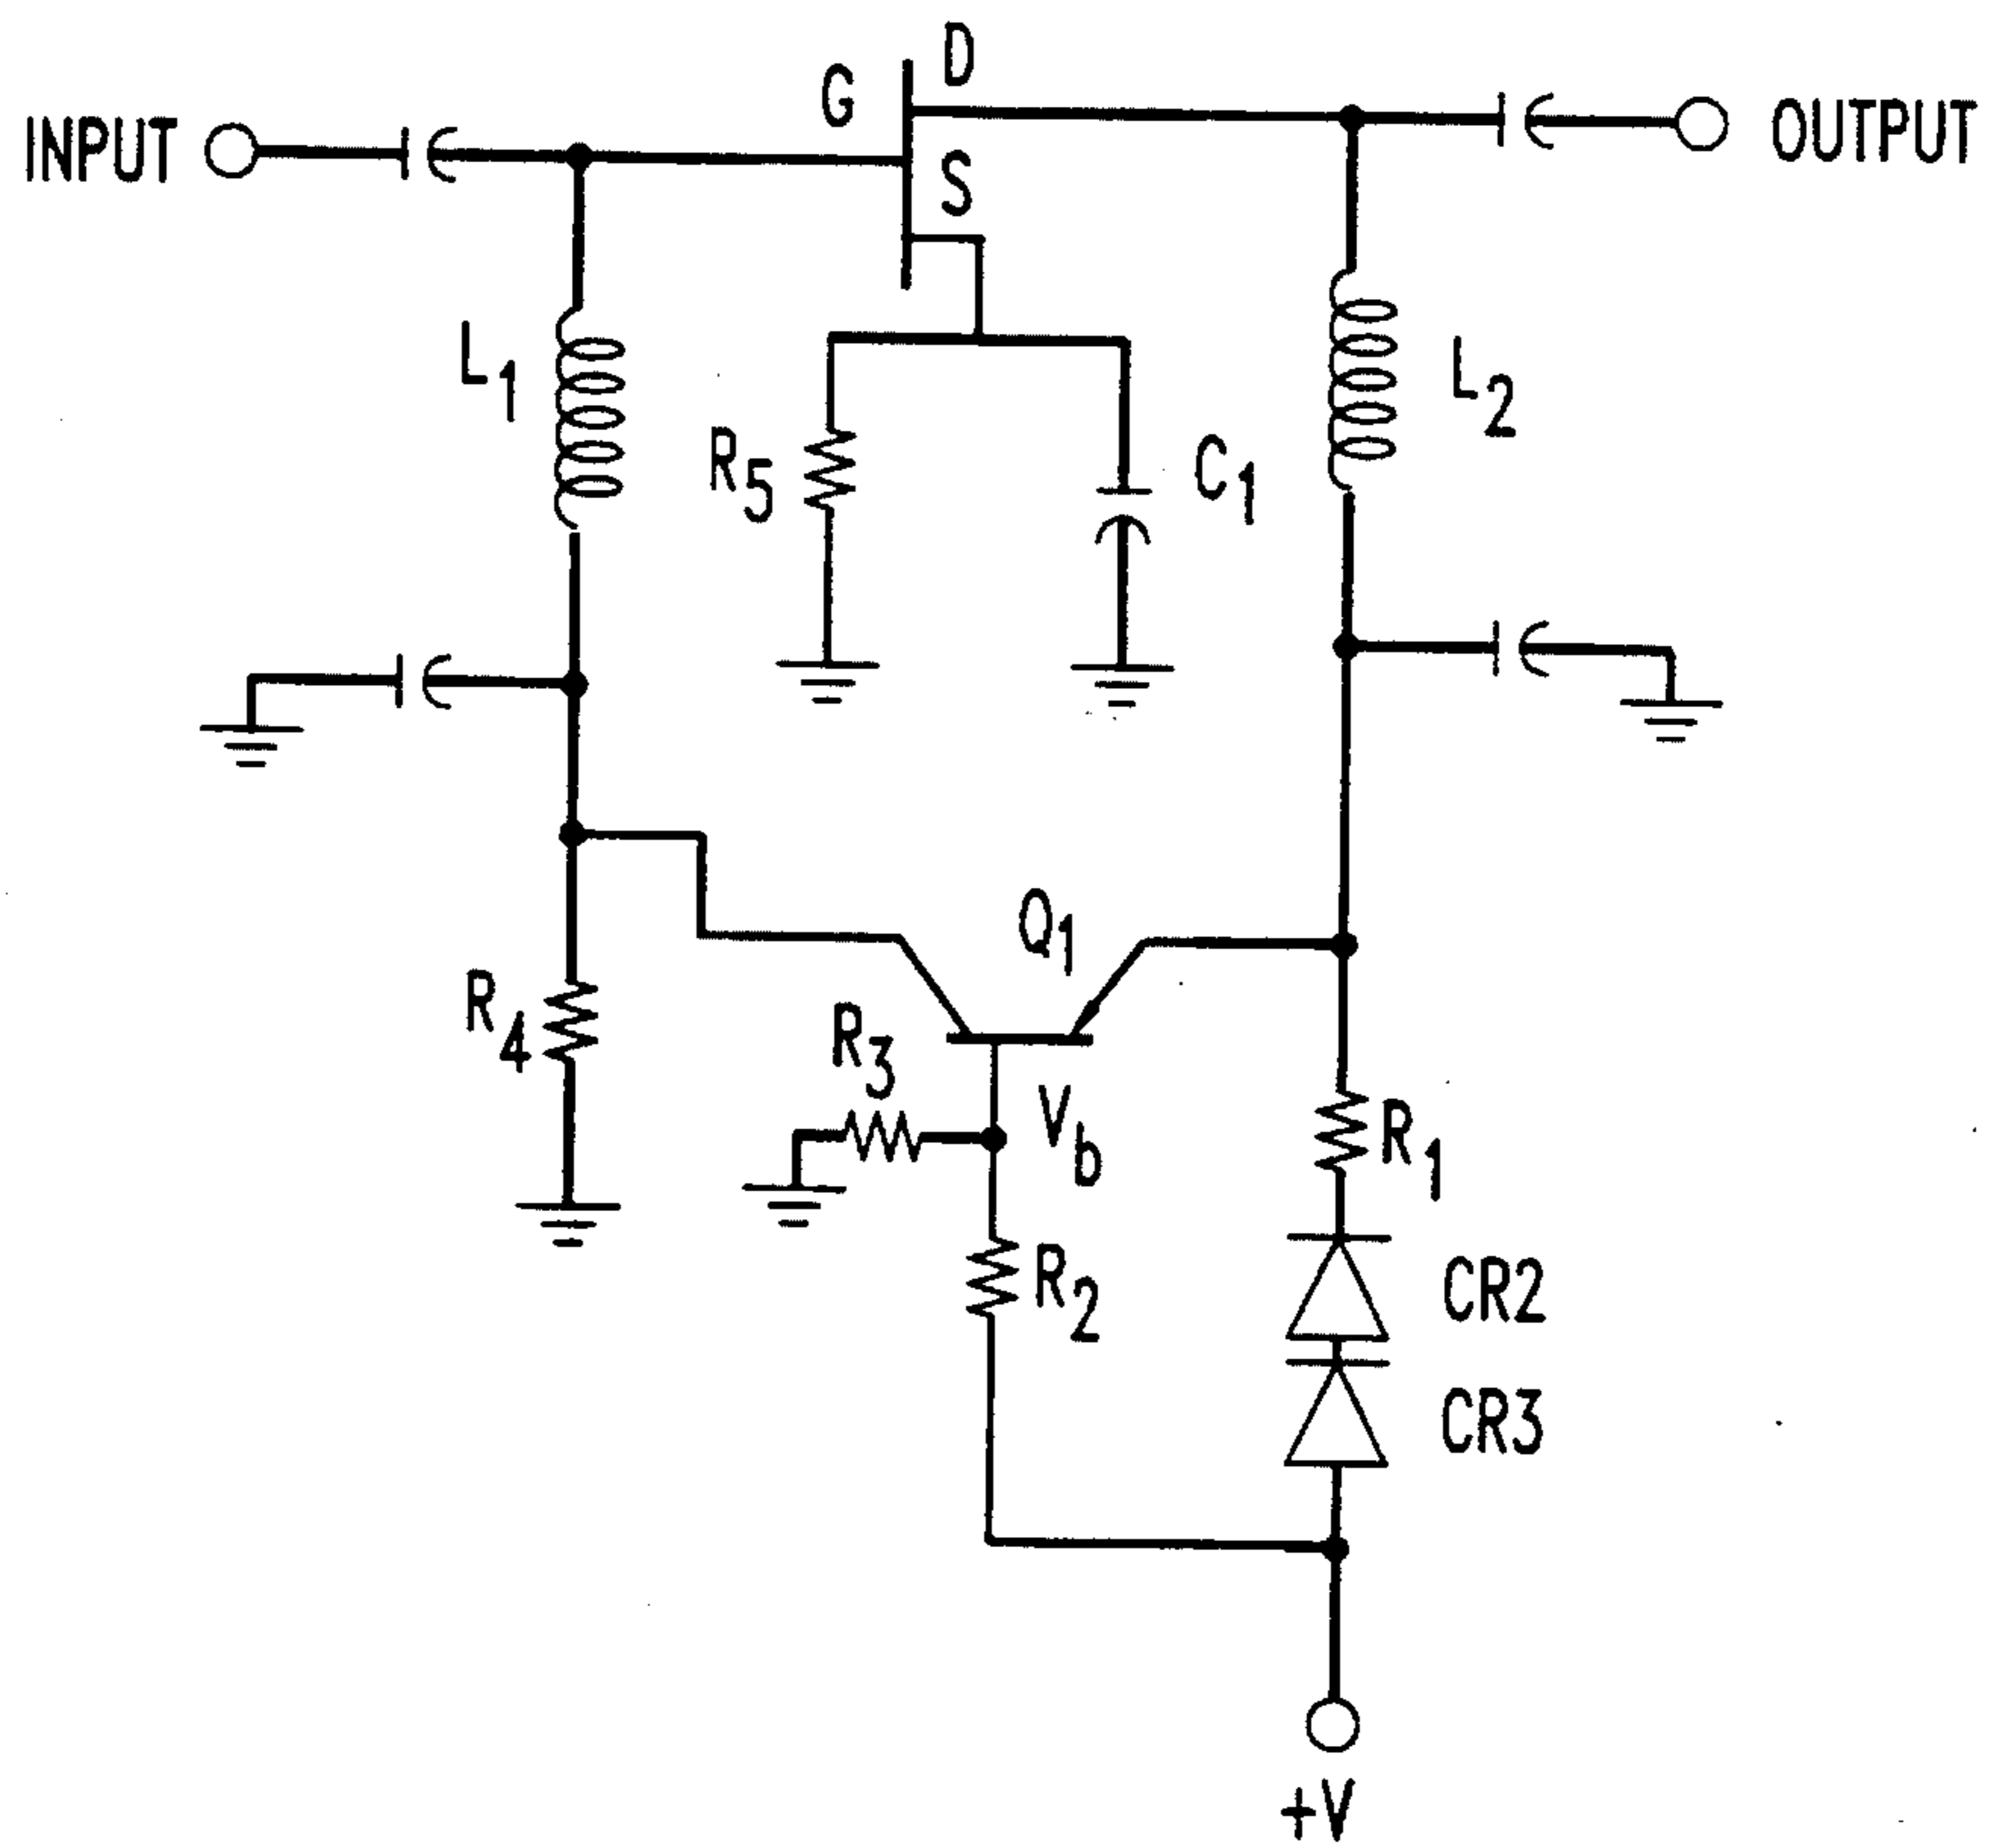 D
G
INPUT
OUTPUT
S
L1
L2
R5
C1
Q1
R4
R3
Vb
R1
R2
CR2
CR3
+V